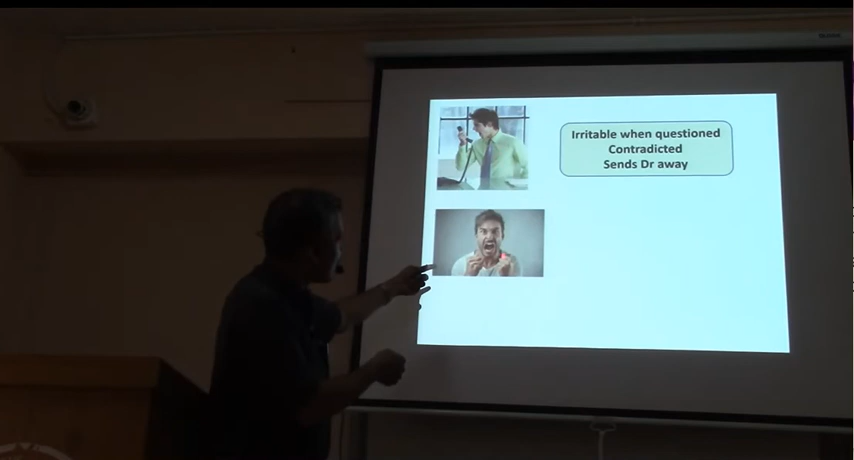 Irritable when questioned
Contradicted
Sends Dr away